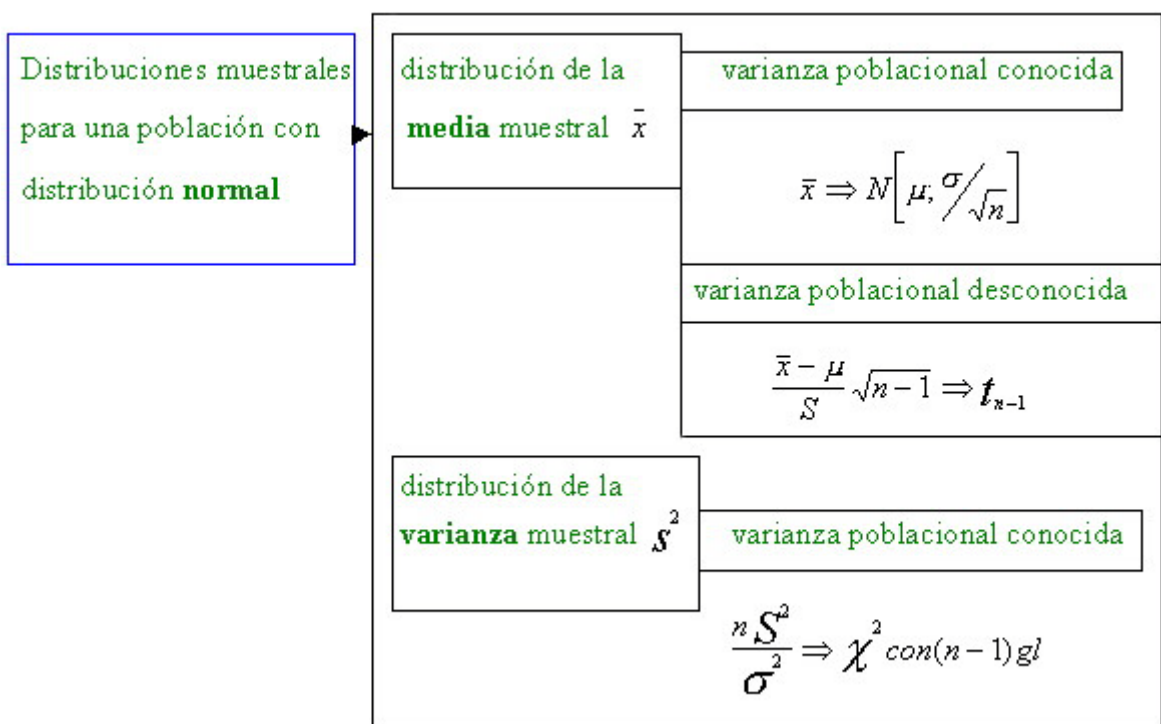 Distribuciones muestrales
para una población con
distribución normal
distribución de la
media muestral x̄
varianza poblacional conocida
x̄ ⇒ N[μ; σ/√n]
varianza poblacional desconocida
(x̄ − μ)/S √(n−1) ⇒ tₙ₋₁
distribución de la
varianza muestral s²
varianza poblacional conocida
nS²/σ² ⇒ χ² con(n−1)gl